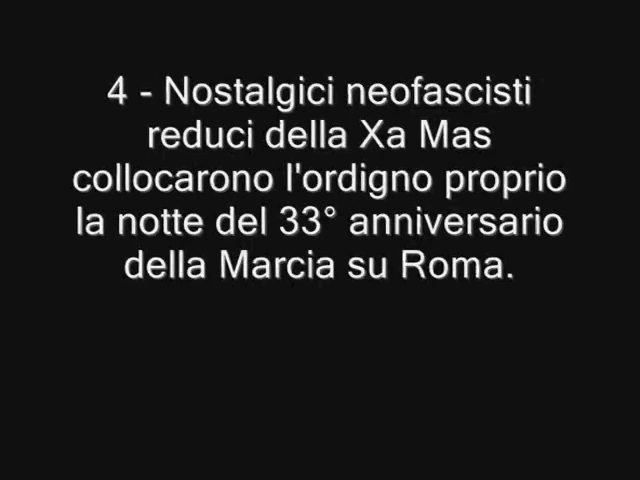 4 - Nostalgici neofascisti
reduci della Xa Mas
collocarono l'ordigno proprio
la notte del 33° anniversario
della Marcia su Roma.